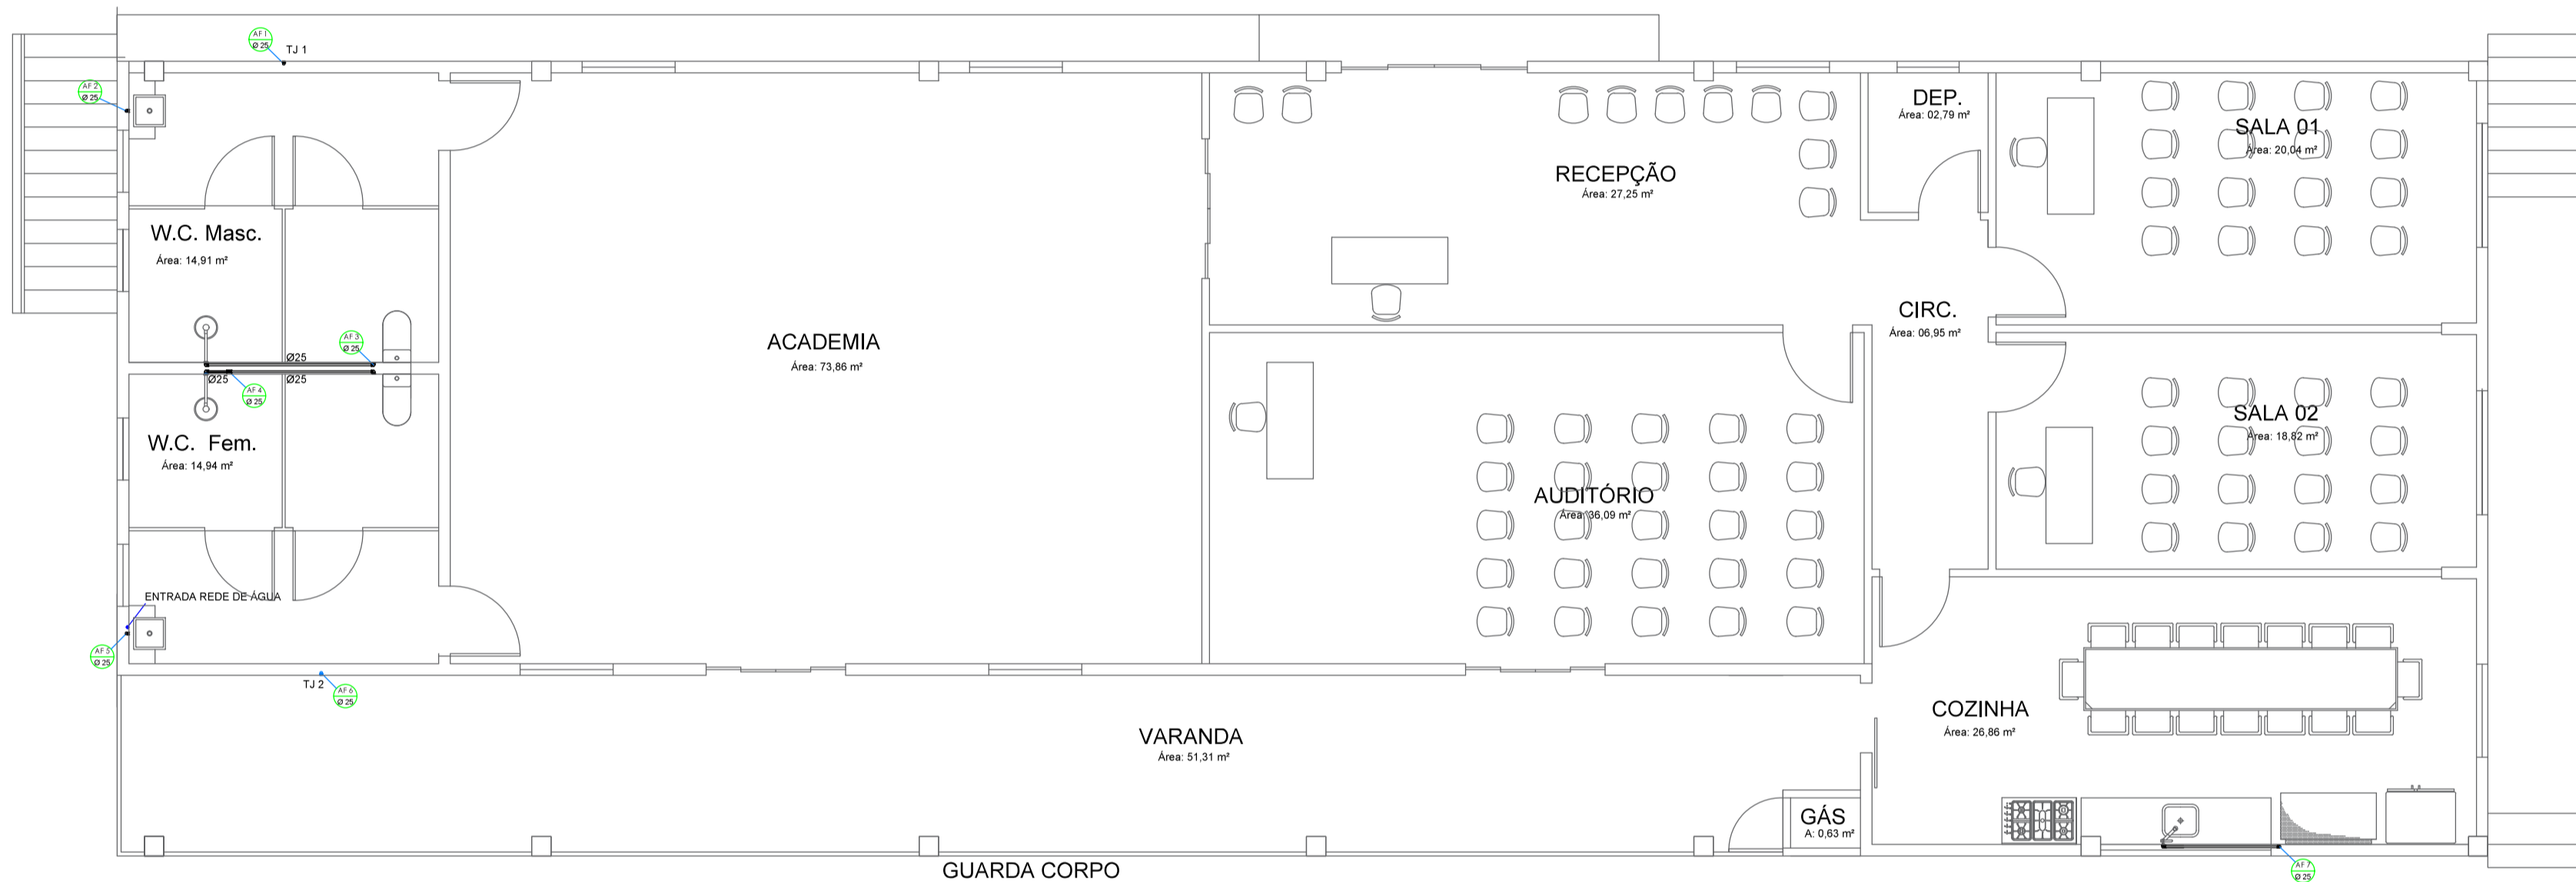 AF 1
Ø 25
TJ 1
AF 2
Ø 25
DEP.
Área: 02,79 m²
SALA 01
Área: 20,04 m²
RECEPÇÃO
Área: 27,25 m²
W.C. Masc.
Área: 14,91 m²
CIRC.
Área: 06,95 m²
ACADEMIA
Área: 73,86 m²
AF 3
Ø 25
Ø25
Ø25
Ø25
AF 4
Ø 25
SALA 02
Área: 18,82 m²
W.C. Fem.
Área: 14,94 m²
AUDITÓRIO
Área: 36,09 m²
ENTRADA REDE DE ÁGUA
AF 5
Ø 25
TJ 2
AF 6
Ø 25
COZINHA
Área: 26,86 m²
VARANDA
Área: 51,31 m²
GÁS
A: 0,63 m²
GUARDA CORPO
AF 7
Ø 25